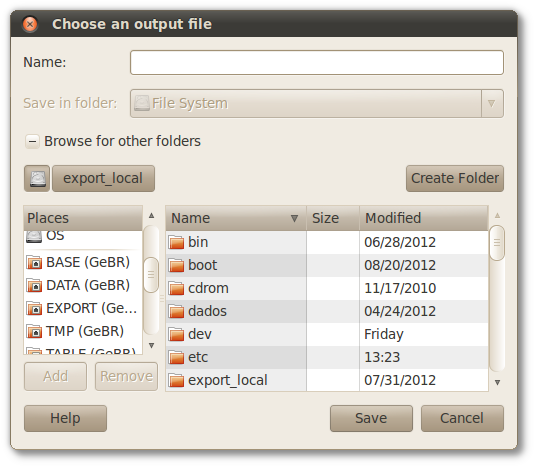 Choose an output file
Name:
Save in folder: File System
Browse for other folders
export_local Create Folder
Places
OS
BASE (GeBR)
DATA (GeBR)
EXPORT (Ge...
TMP (GeBR)
TABLE (GeBR)
Add Remove
Name Size Modified
bin 06/28/2012
boot 08/20/2012
cdrom 11/17/2010
dados 04/24/2012
dev Friday
etc 13:23
export_local 07/31/2012
Help Save Cancel